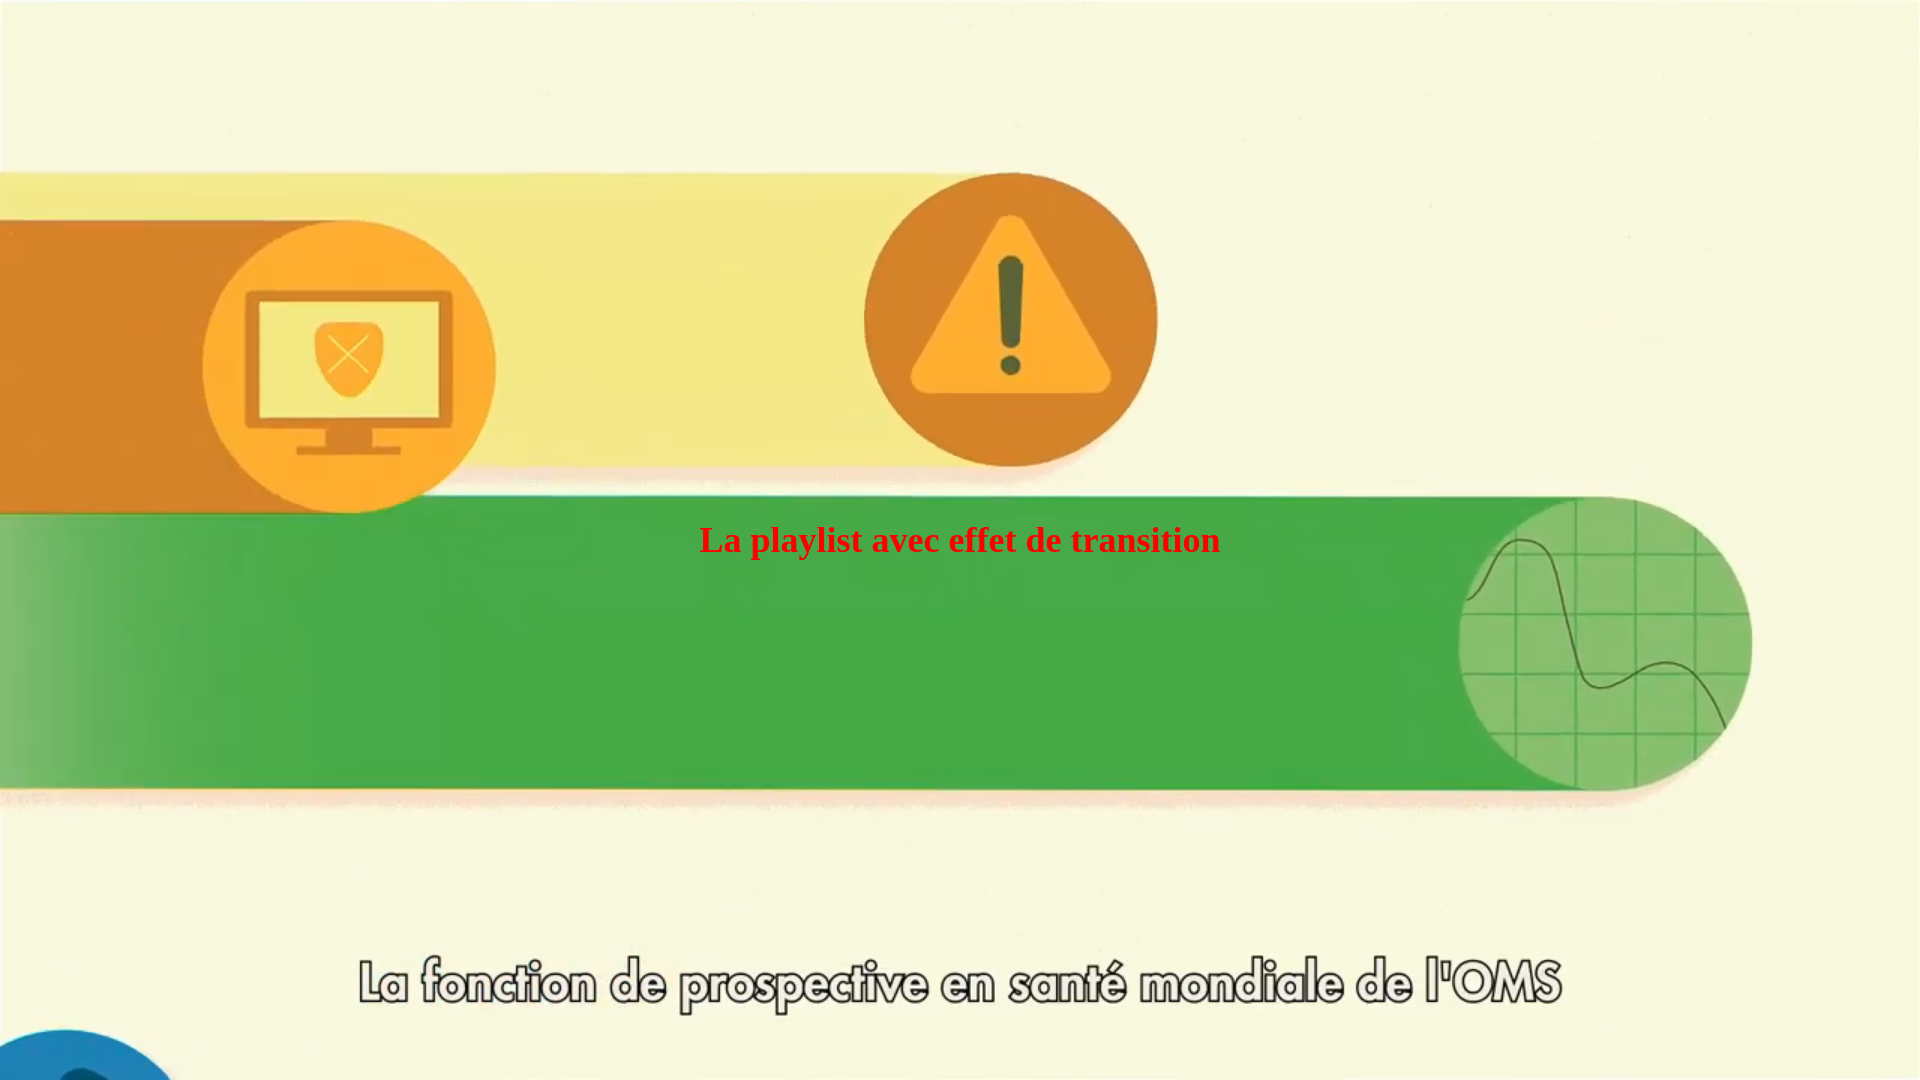 La playlist avec effet de transition
La fonction de prospective en santé mondiale de l'OMS